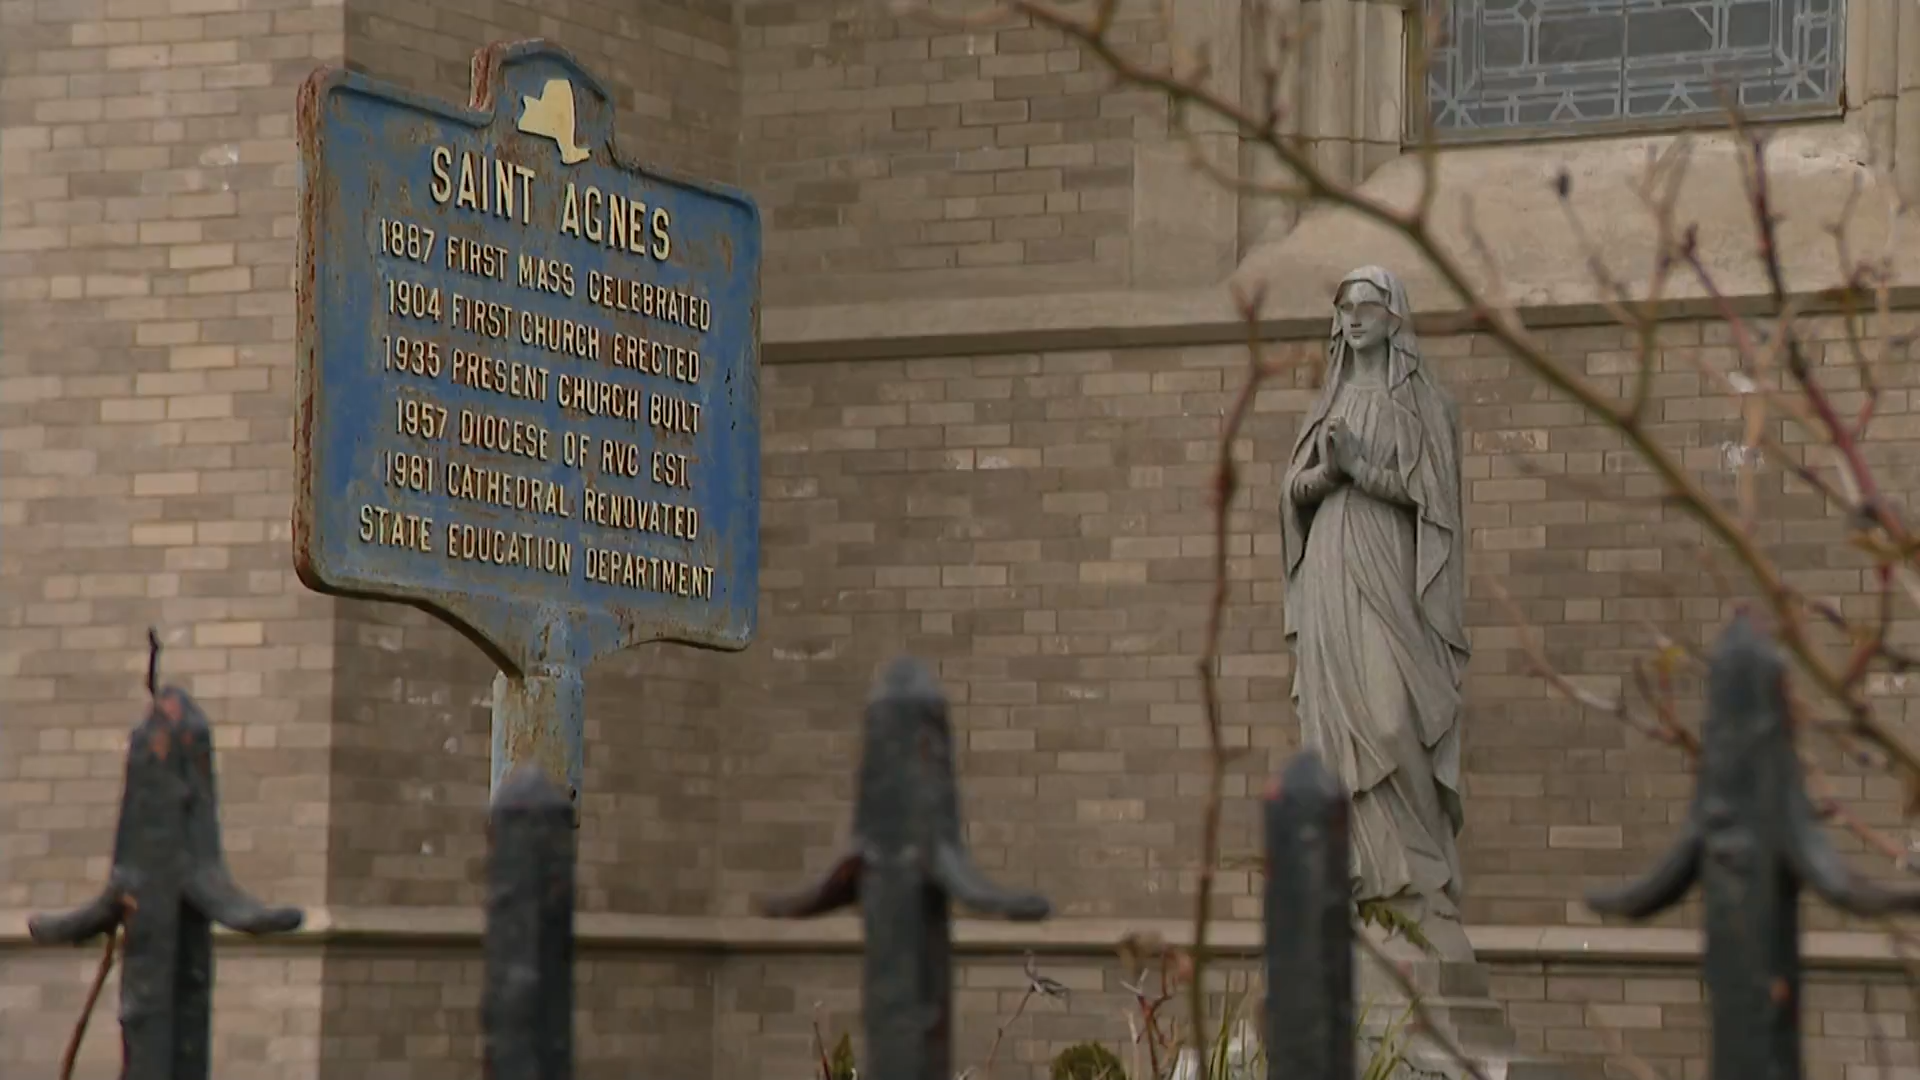 SAINT AGNES
1887 FIRST MASS CELEBRATED
1904 FIRST CHURCH ERECTED
1935 PRESENT CHURCH BUILT
1957 DIOCESE OF RVC EST.
1981 CATHEDRAL RENOVATED
STATE EDUCATION DEPARTMENT